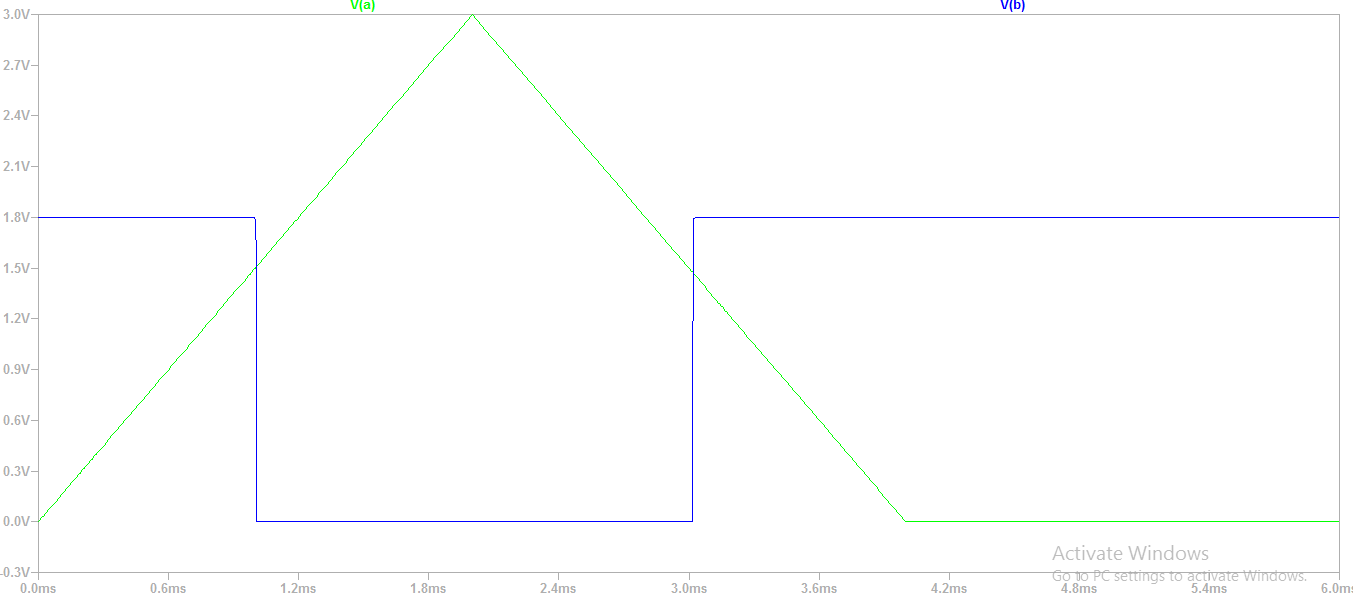 V(a) V(b)
3.0V
2.7V
2.4V
2.1V
1.8V
1.5V
1.2V
0.9V
0.6V
0.3V
0.0V
-0.3V
0.0ms 0.6ms 1.2ms 1.8ms 2.4ms 3.0ms 3.6ms 4.2ms 4.8ms 5.4ms 6.0ms
Activate Windows
Go to PC settings to activate Windows.